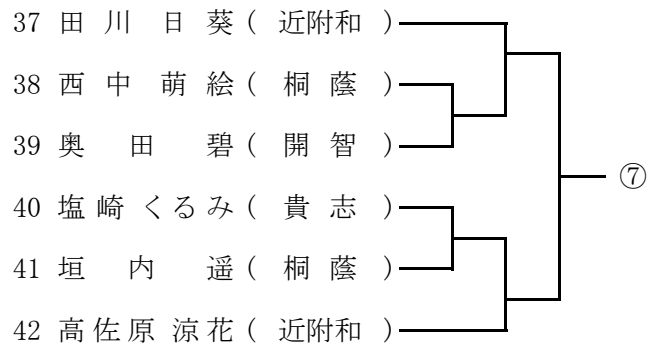 37 田川 日葵 ( 近附和 )
38 西中 萌絵 ( 桐蔭 )
39 奥田 碧 ( 開智 )
⑦
40 塩崎 くるみ ( 貴志 )
41 垣内 遥 ( 桐蔭 )
42 高佐原 涼花 ( 近附和 )